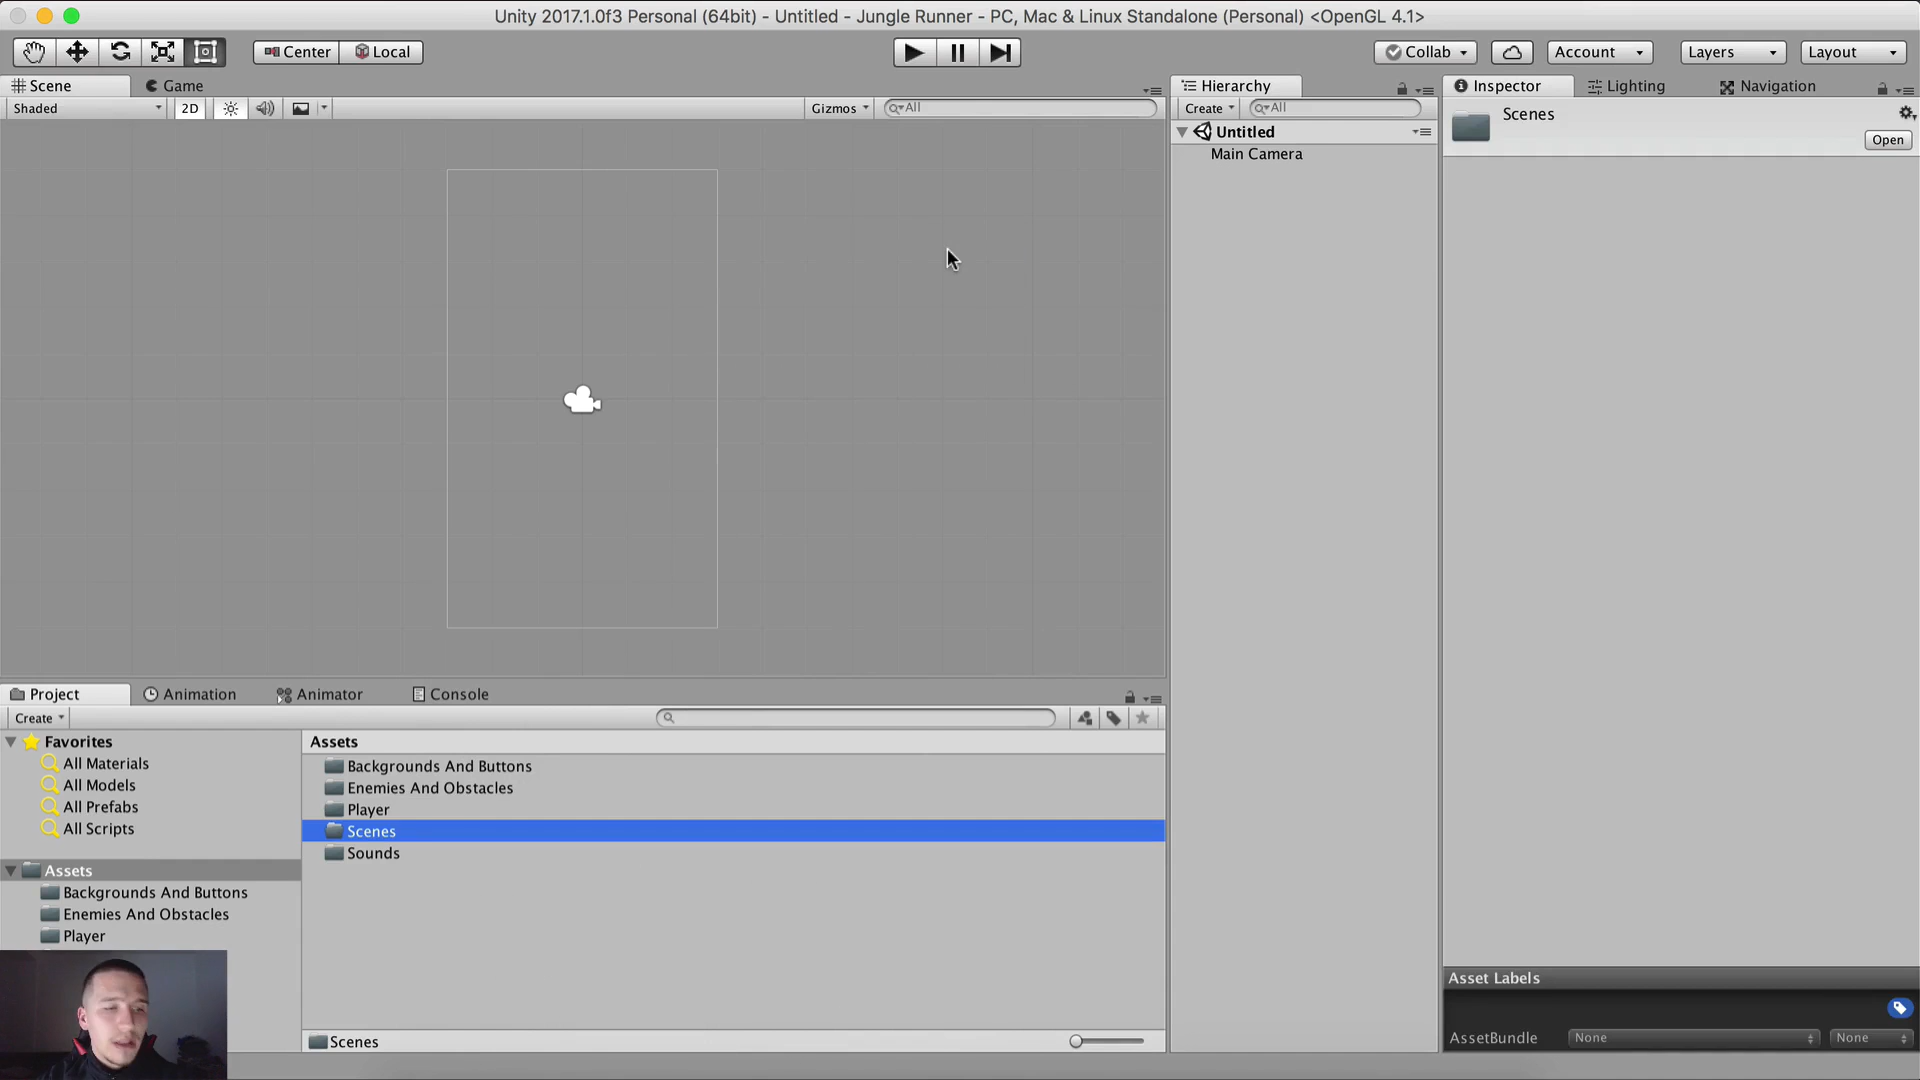 Unity 2017.1.0f3 Personal (64bit) - Untitled - Jungle Runner - PC, Mac & Linux Standalone (Personal) <OpenGL 4.1>
Center Local Collab Account Layers Layout
Scene Game
Shaded 2D Gizmos All
Hierarchy
Create All
Untitled
Main Camera
Inspector Lighting Navigation
Scenes
Open
Project Animation Animator Console
Create
Favorites
All Materials
All Models
All Prefabs
All Scripts
Assets
Backgrounds And Buttons
Enemies And Obstacles
Player
Assets
Backgrounds And Buttons
Enemies And Obstacles
Player
Scenes
Sounds
Scenes
Asset Labels
AssetBundle None None